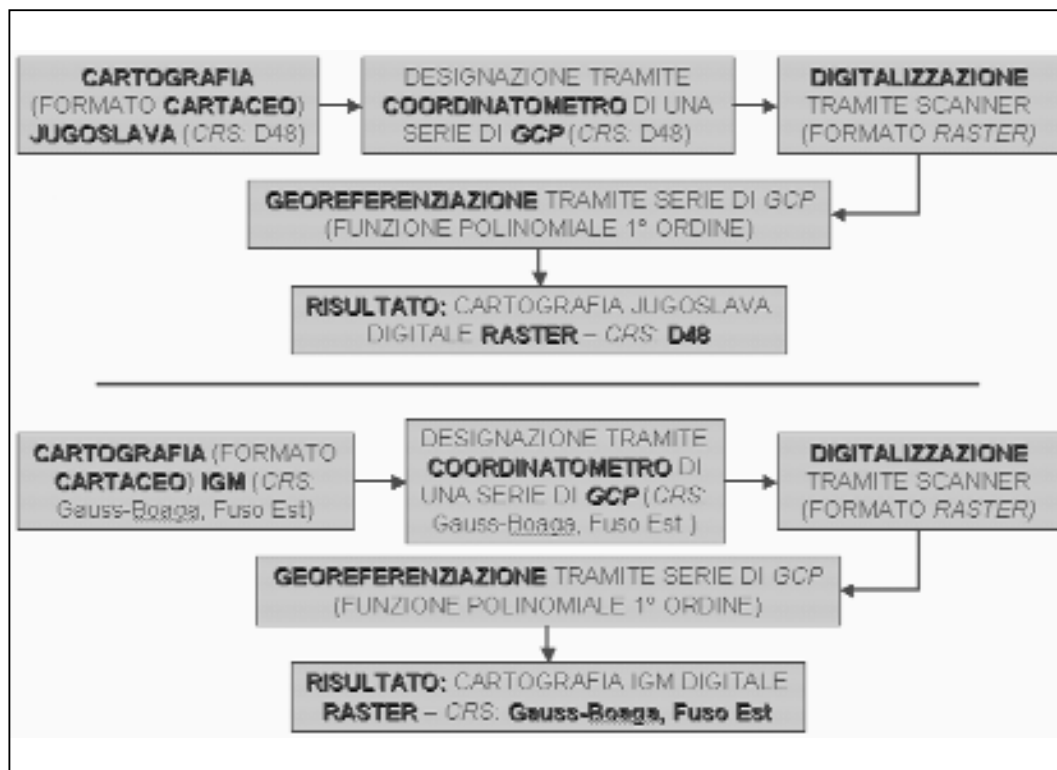 CARTOGRAFIA
(FORMATO CARTACEO)
JUGOSLAVA (CRS: D48)
DESIGNAZIONE TRAMITE
COORDINATOMETRO DI UNA
SERIE DI GCP (CRS: D48)
DIGITALIZZAZIONE
TRAMITE SCANNER
(FORMATO RASTER)
GEOREFERENZIAZIONE TRAMITE SERIE DI GCP
(FUNZIONE POLINOMIALE 1° ORDINE)
RISULTATO: CARTOGRAFIA JUGOSLAVA
DIGITALE RASTER – CRS: D48
CARTOGRAFIA (FORMATO
CARTACEO) IGM (CRS:
Gauss-Boaga, Fuso Est)
DESIGNAZIONE TRAMITE
COORDINATOMETRO DI
UNA SERIE DI GCP (CRS:
Gauss-Boaga, Fuso Est )
DIGITALIZZAZIONE
TRAMITE SCANNER
(FORMATO RASTER)
GEOREFERENZIAZIONE TRAMITE SERIE DI GCP
(FUNZIONE POLINOMIALE 1° ORDINE)
RISULTATO: CARTOGRAFIA IGM DIGITALE
RASTER – CRS: Gauss-Boaga, Fuso Est